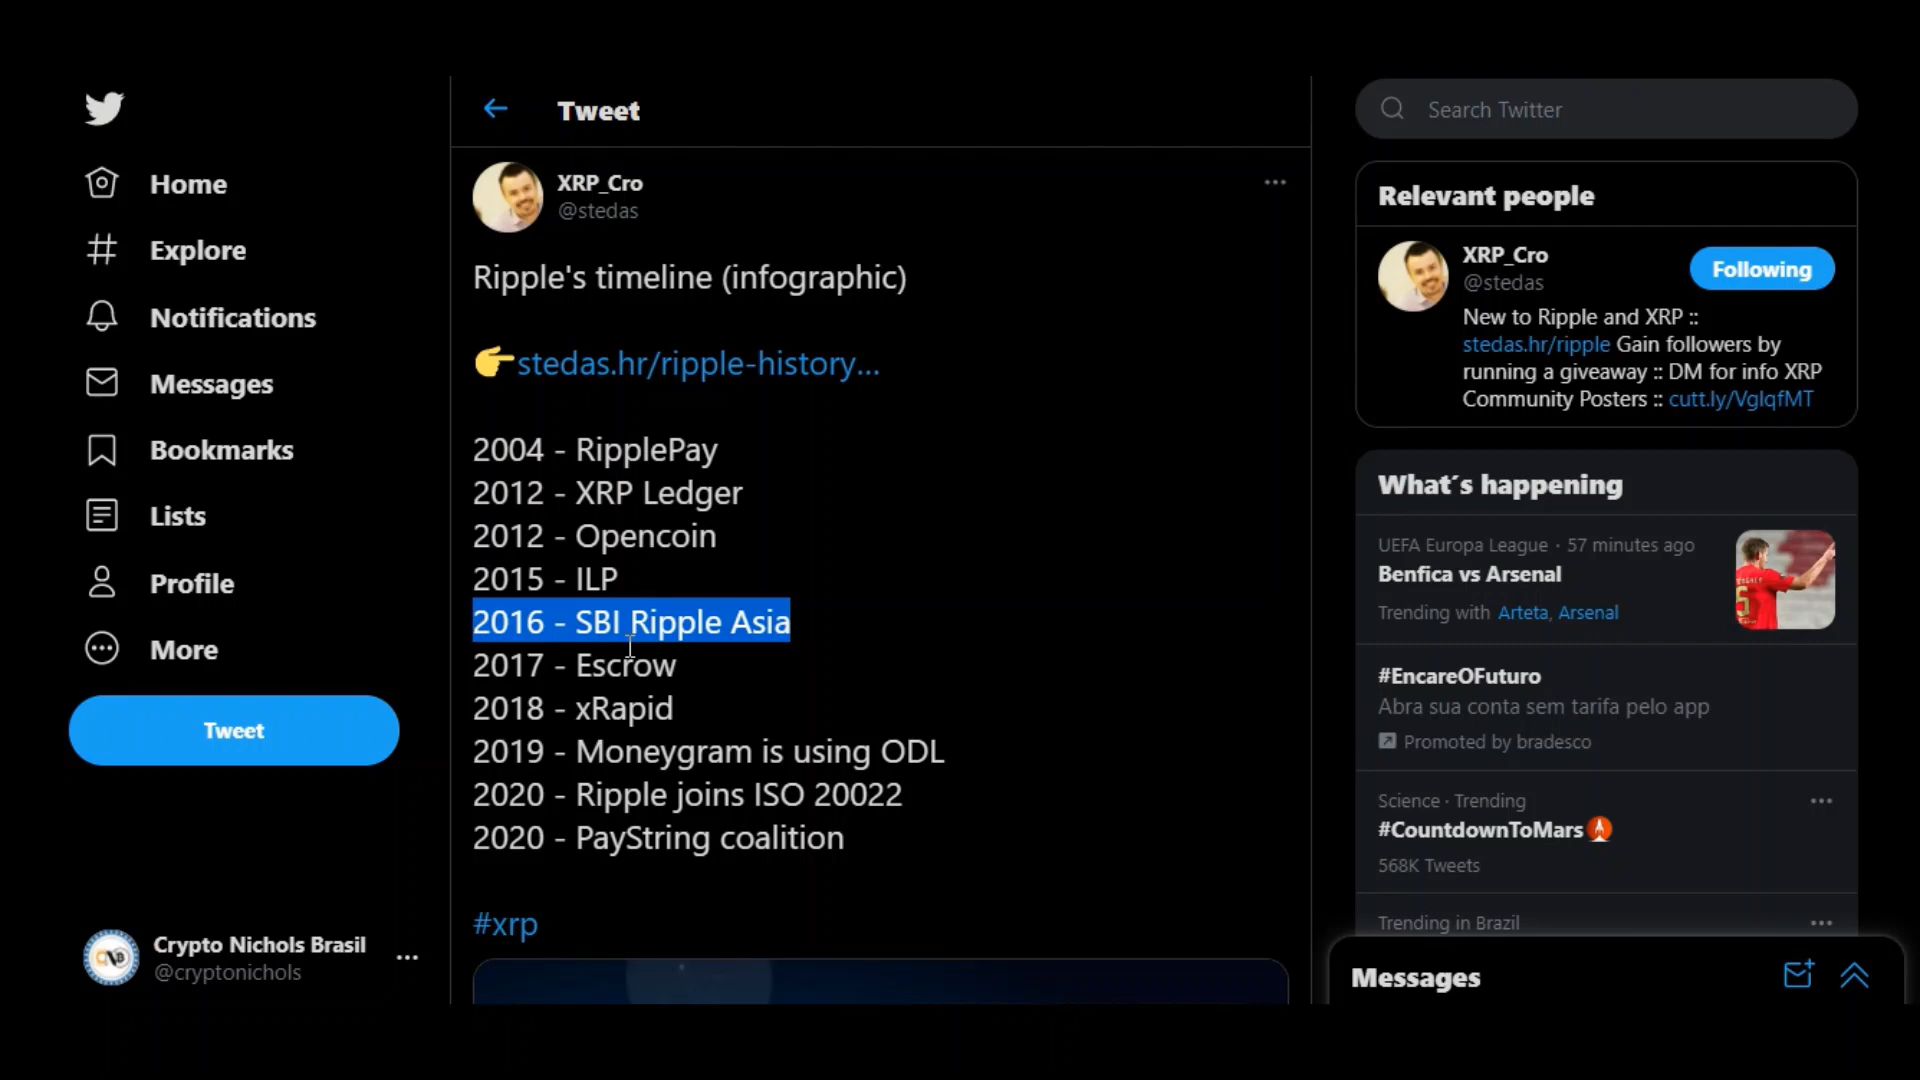 Home
Explore
Notifications
Messages
Bookmarks
Lists
Profile
More
Tweet
Crypto Nichols Brasil
@cryptonichols
Tweet
XRP_Cro
@stedas
Ripple's timeline (infographic)
👉stedas.hr/ripple-history...
2004 - RipplePay
2012 - XRP Ledger
2012 - Opencoin
2015 - ILP
2016 - SBI Ripple Asia
2017 - Escrow
2018 - xRapid
2019 - Moneygram is using ODL
2020 - Ripple joins ISO 20022
2020 - PayString coalition
#xrp
Search Twitter
Relevant people
XRP_Cro
@stedas
Following
New to Ripple and XRP ::
stedas.hr/ripple Gain followers by
running a giveaway :: DM for info XRP
Community Posters :: cutt.ly/VgIqfMT
What´s happening
UEFA Europa League · 57 minutes ago
Benfica vs Arsenal
Trending with Arteta, Arsenal
#EncareOFuturo
Abra sua conta sem tarifa pelo app
Promoted by bradesco
Science · Trending
#CountdownToMars
568K Tweets
Trending in Brazil
Messages